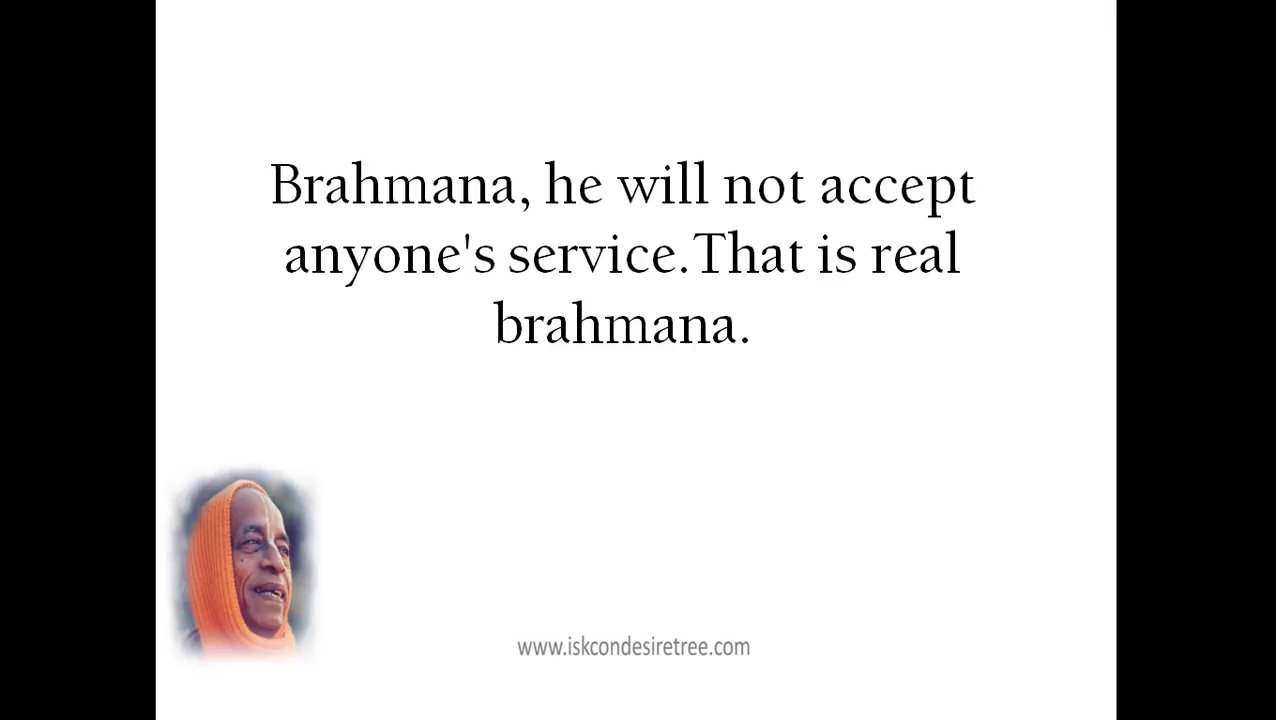 Brahmana, he will not accept
anyone's service.That is real
brahmana.
www.iskcondesiretree.com